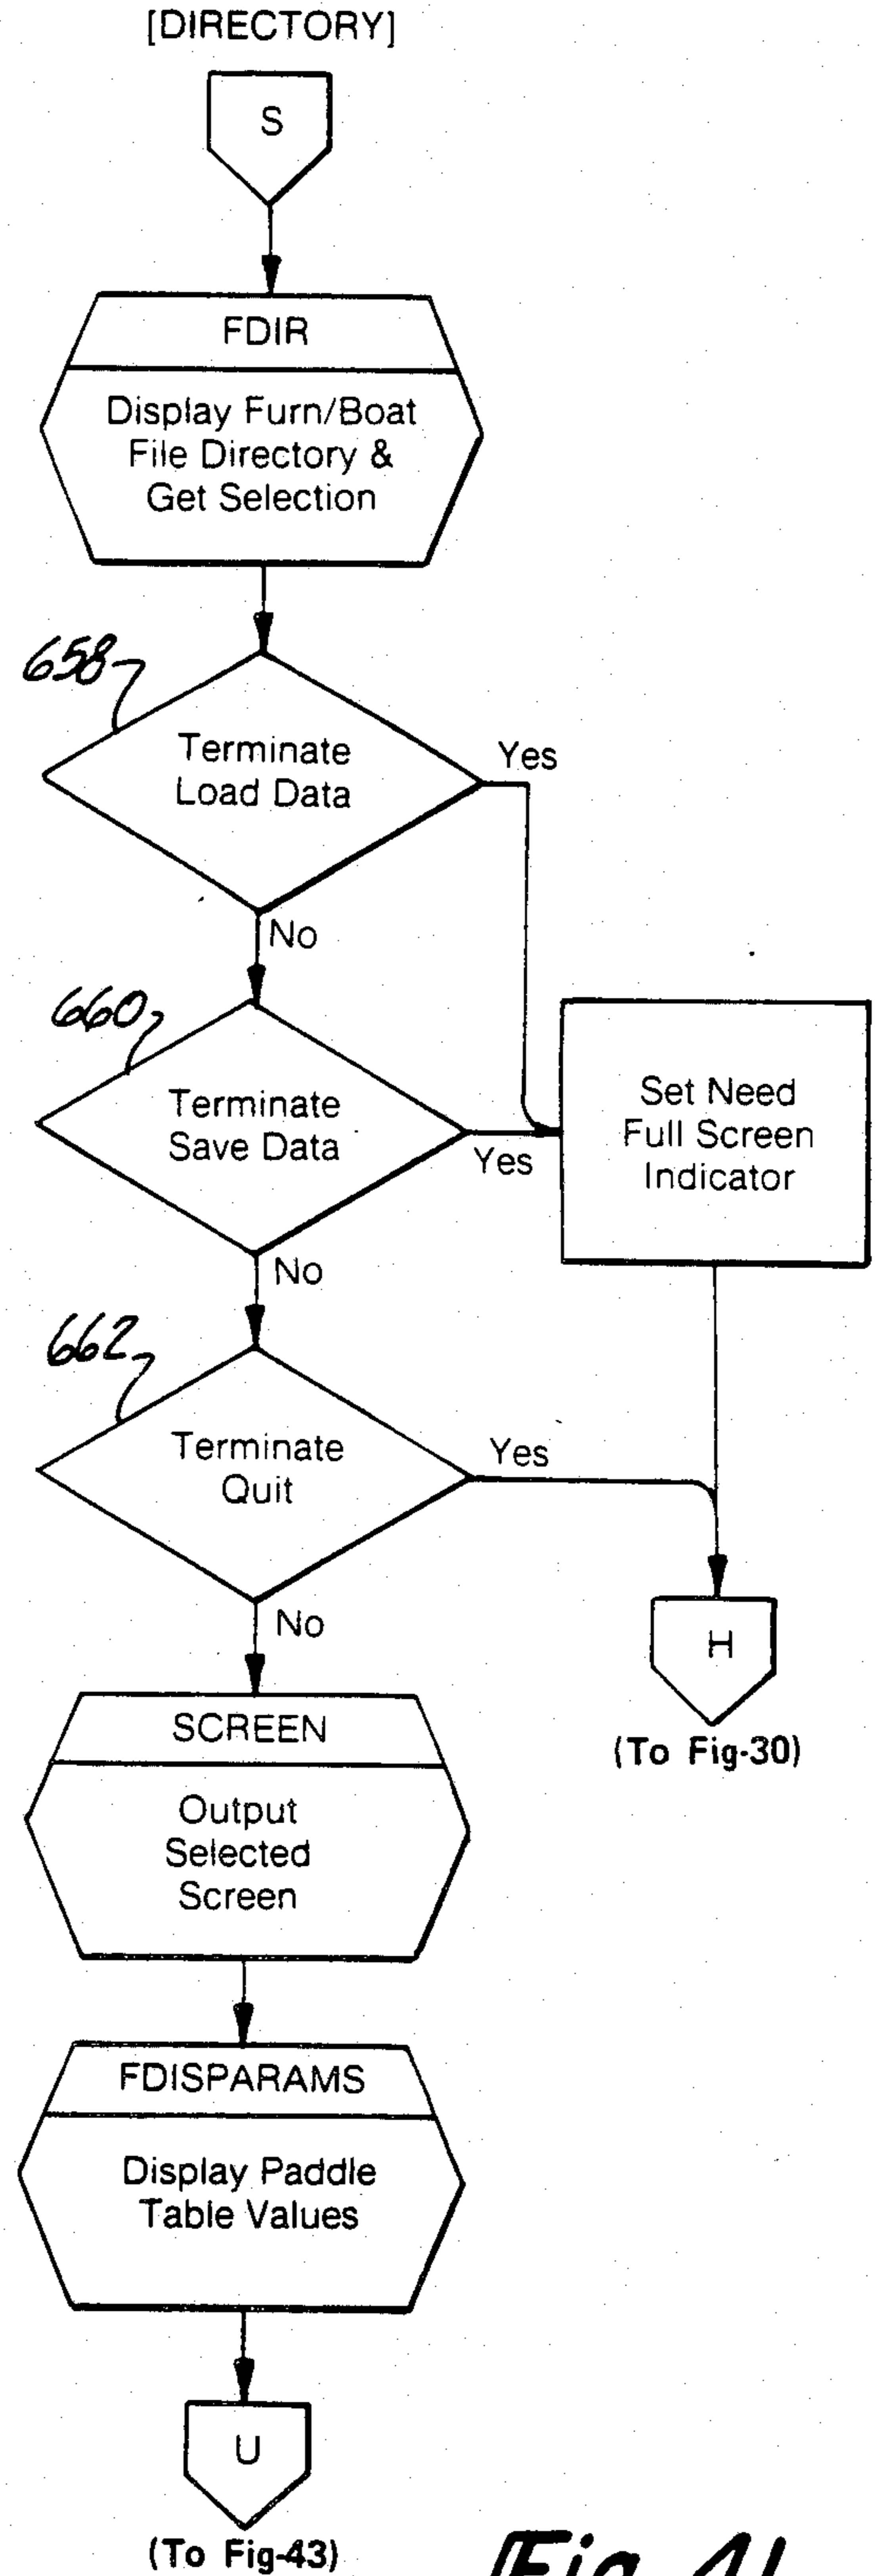 [DIRECTORY]
S
FDIR
Display Furn/Boat
File Directory &
Get Selection
658
Terminate
Load Data
Yes
No
660
Terminate
Save Data
Yes
Set Need
Full Screen
Indicator
No
662
Terminate
Quit
Yes
No
H
(To Fig-30)
SCREEN
Output
Selected
Screen
FDISPARAMS
Display Paddle
Table Values
U
(To Fig-43)